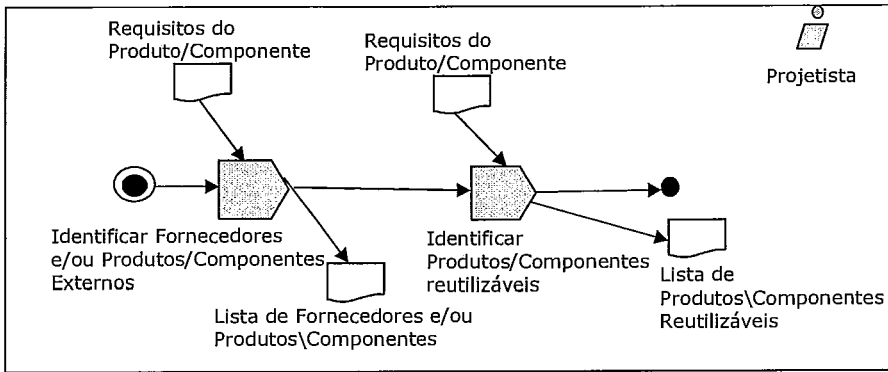 Requisitos do
Produto/Componente
Requisitos do
Produto/Componente
Projetista
Identificar Fornecedores
e/ou Produtos/Componentes
Externos
Identificar
Produtos/Componentes
reutilizáveis
Lista de Fornecedores e/ou
Produtos\Componentes
Lista de
Produtos\Componentes
Reutilizáveis